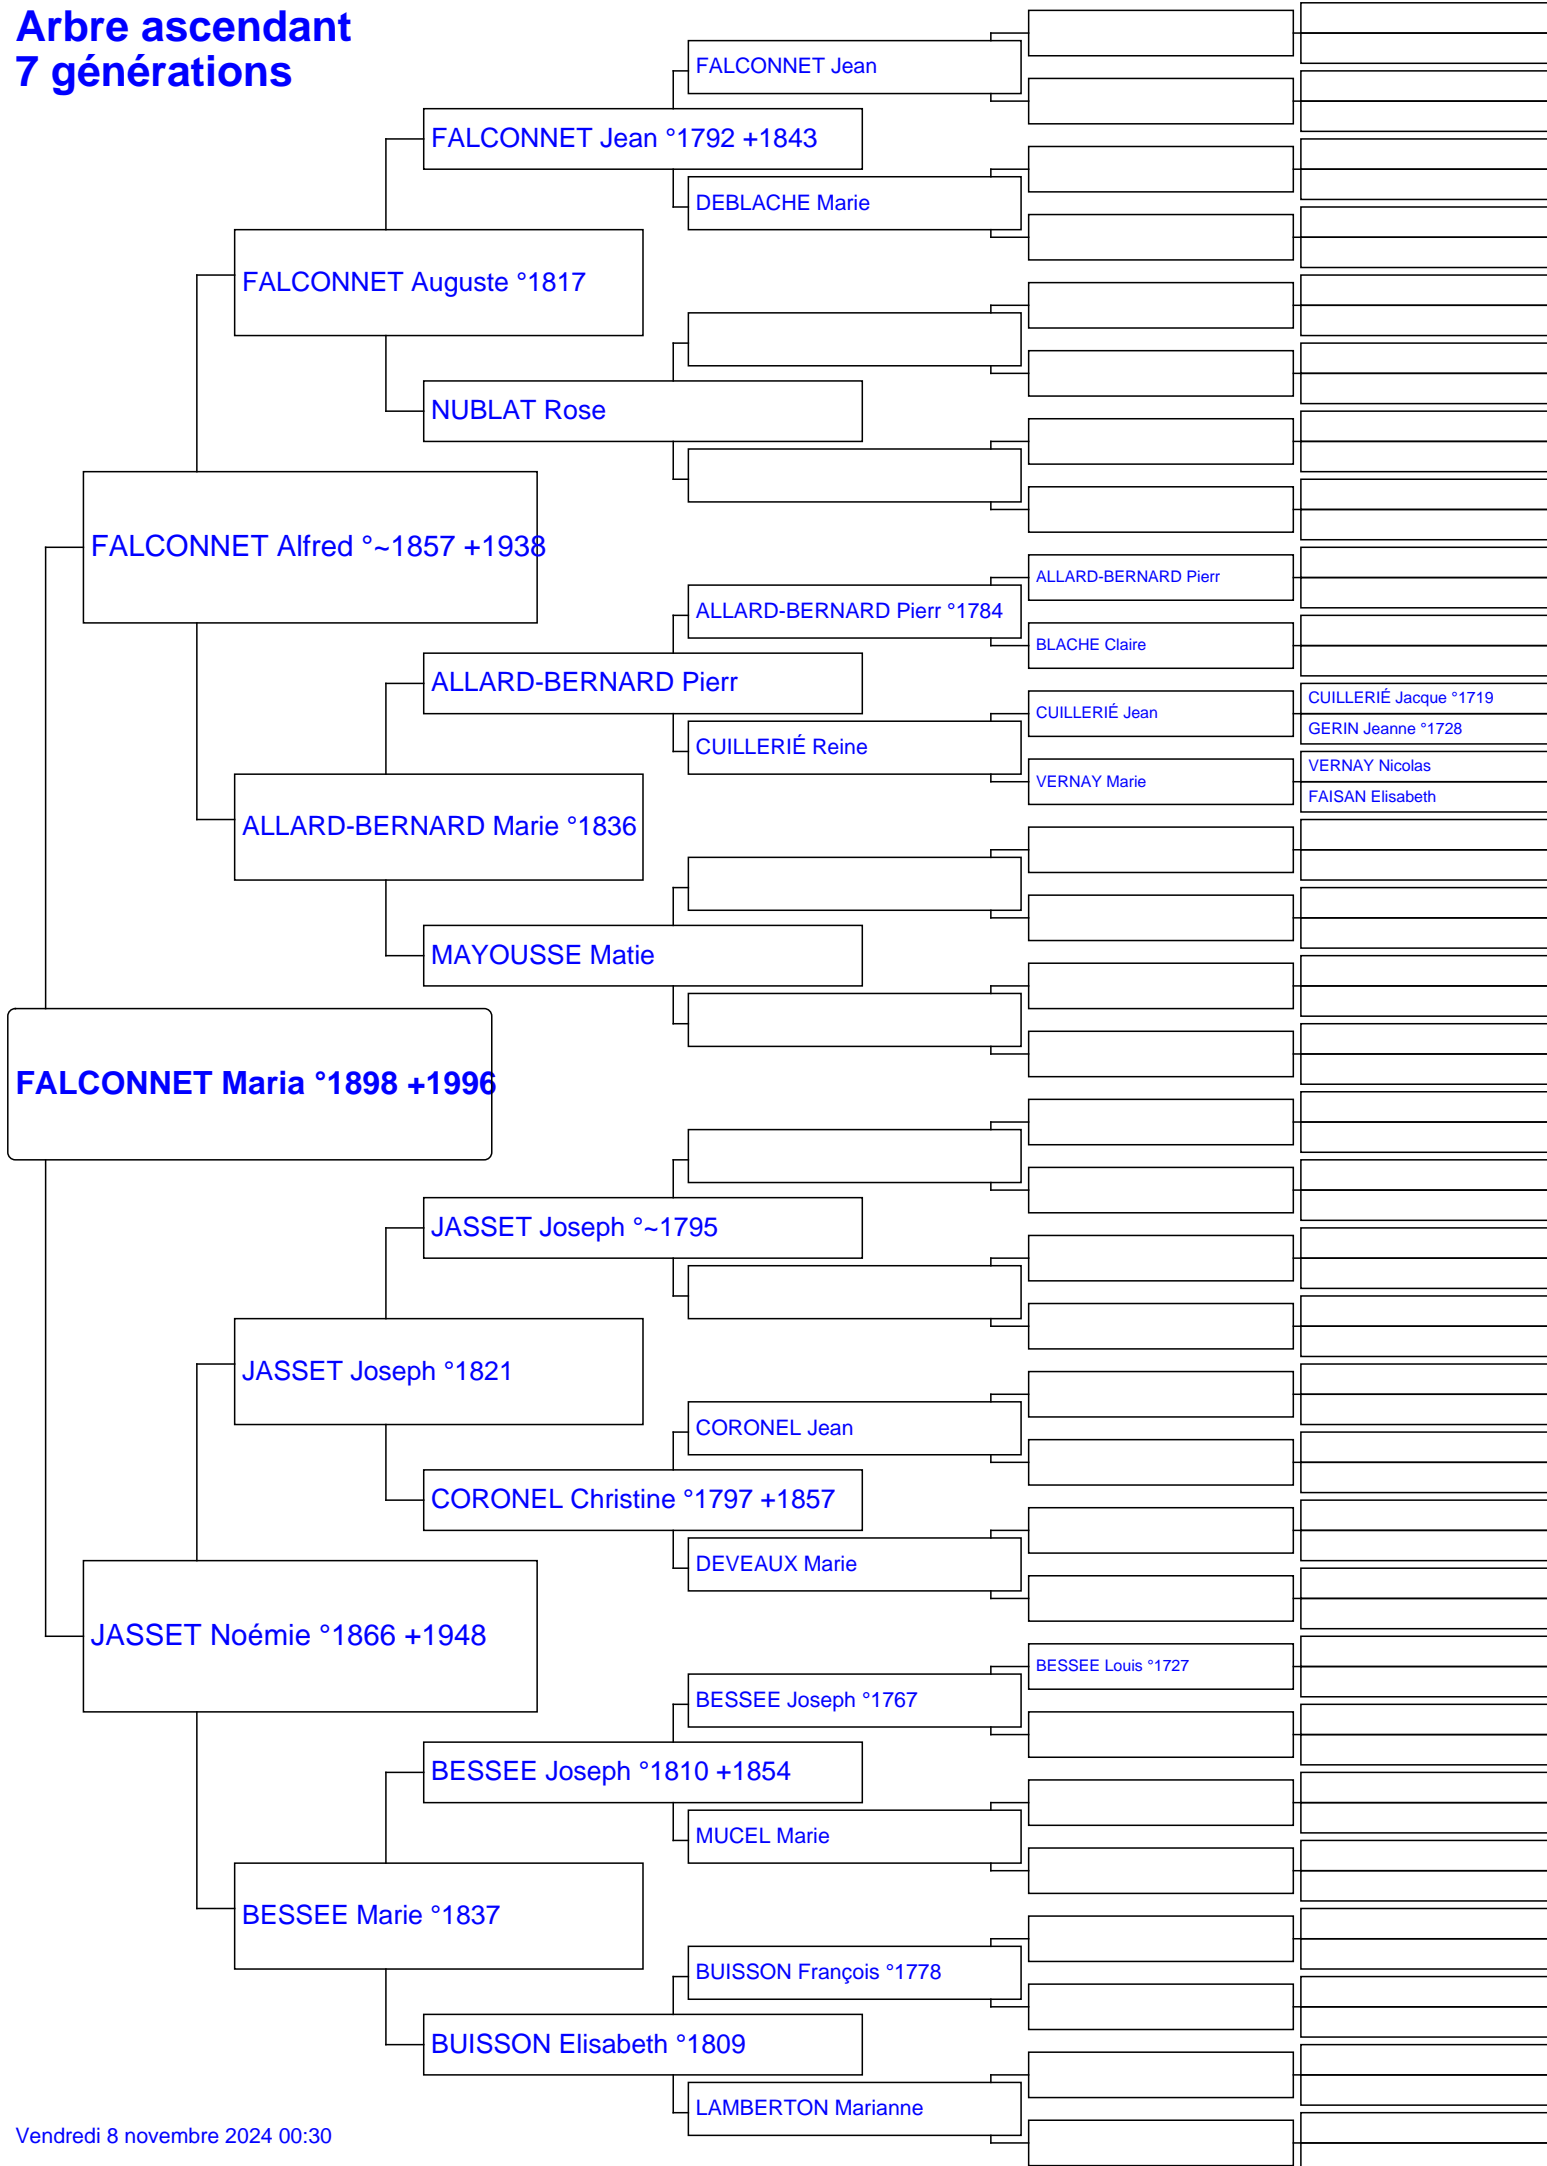 Arbre ascendant
7 générations
FALCONNET Jean
FALCONNET Jean °1792 +1843
DEBLACHE Marie
FALCONNET Auguste °1817
NUBLAT Rose
FALCONNET Alfred °~1857 +1938
ALLARD-BERNARD Pierr
ALLARD-BERNARD Pierr °1784
BLACHE Claire
ALLARD-BERNARD Pierr
CUILLERIÉ Jacque °1719
CUILLERIÉ Jean
GERIN Jeanne °1728
CUILLERIÉ Reine
VERNAY Nicolas
VERNAY Marie
FAISAN Elisabeth
ALLARD-BERNARD Marie °1836
MAYOUSSE Matie
FALCONNET Maria °1898 +1996
JASSET Joseph °~1795
JASSET Joseph °1821
CORONEL Jean
CORONEL Christine °1797 +1857
DEVEAUX Marie
JASSET Noémie °1866 +1948
BESSEE Louis °1727
BESSEE Joseph °1767
BESSEE Joseph °1810 +1854
MUCEL Marie
BESSEE Marie °1837
BUISSON François °1778
BUISSON Elisabeth °1809
LAMBERTON Marianne
Vendredi 8 novembre 2024 00:30